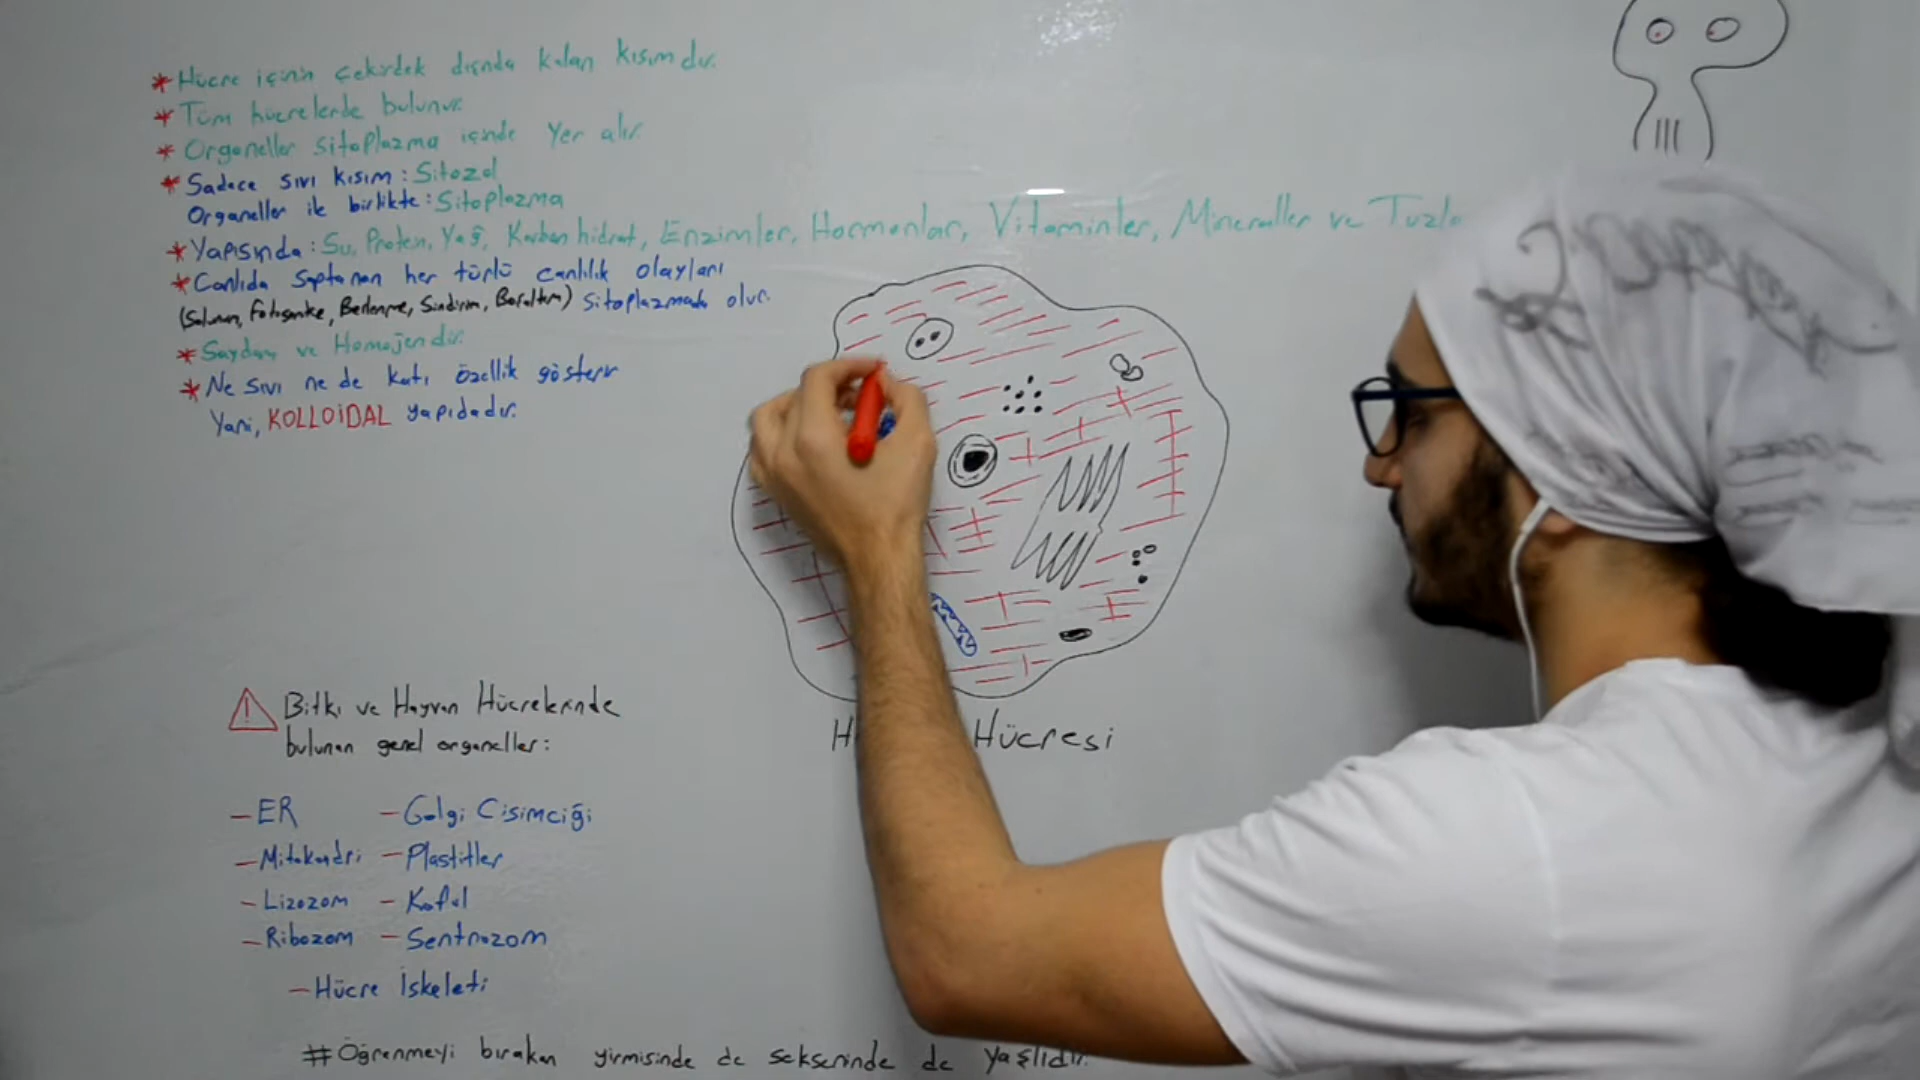 * Hücre içinin çekirdek dışında kalan kısımdır.
* Tüm hücrelerde bulunur.
* Organeller sitoplazma içinde yer alır.
* Sadece sıvı kısım : Sitozol
Organeller ile birlikte : Sitoplazma
* Yapısında : Su, Protein, Yağ, Karbonhidrat, Enzimler, Hormonlar, Vitaminler, Mineraller ve Tuzla
* Canlıda saptanan her türlü canlılık olayları
(Solunum, Fotosentez, Beslenme, Sindirim, Boşaltım) sitoplazmada olur.
* Saydam ve Homojendir.
* Ne sıvı ne de katı özellik gösterir
Yani, KOLLOİDAL yapıdadır.
Hücresi
! Bitki ve Hayvan Hücrelerinde
bulunan genel organeller :
- ER - Golgi Cisimciği
- Mitokondri - Plastitler
- Lizozom - Koful
- Ribozom - Sentrozom
- Hücre İskeleti
# Öğrenmeyi bırakan yirmisinde de sekseninde de yaşlıdır.